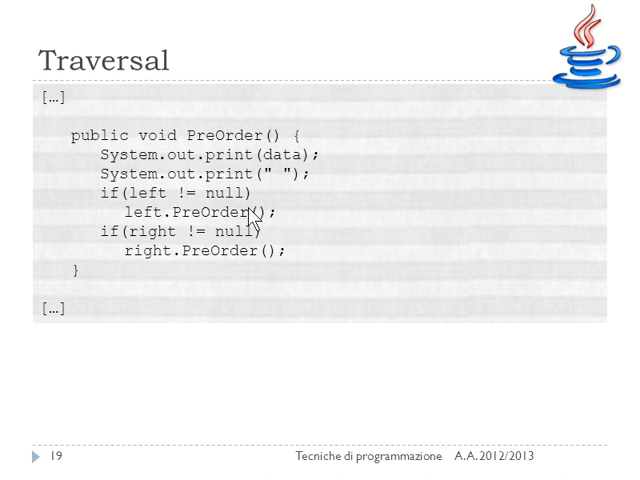 Traversal
[…]
public void PreOrder() {
System.out.print(data);
System.out.print(" ");
if(left != null)
left.PreOrder();
if(right != null)
right.PreOrder();
}
[…]
19 Tecniche di programmazione A.A. 2012/2013